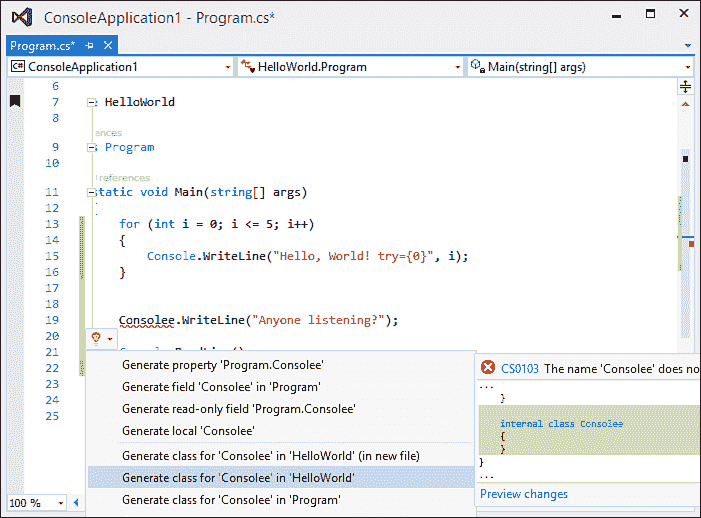 ConsoleApplication1 - Program.cs*
Program.cs*
C# ConsoleApplication1 HelloWorld.Program Main(string[] args)
6
7 HelloWorld
8
ances
9 Program
10
references
11 static void Main(string[] args)
12
13 for (int i = 0; i <= 5; i++)
14 {
15 Console.WriteLine("Hello, World! try={0}", i);
16 }
17
18
19 Consolee.WriteLine("Anyone listening?");
20
21
22
23
24
25
Generate property 'Program.Consolee'
Generate field 'Consolee' in 'Program'
Generate read-only field 'Program.Consolee'
Generate local 'Consolee'
Generate class for 'Consolee' in 'HelloWorld' (in new file)
Generate class for 'Consolee' in 'HelloWorld'
Generate class for 'Consolee' in 'Program'
CS0103 The name 'Consolee' does no
...
}
internal class Consolee
{
}
}
...
Preview changes
100 %